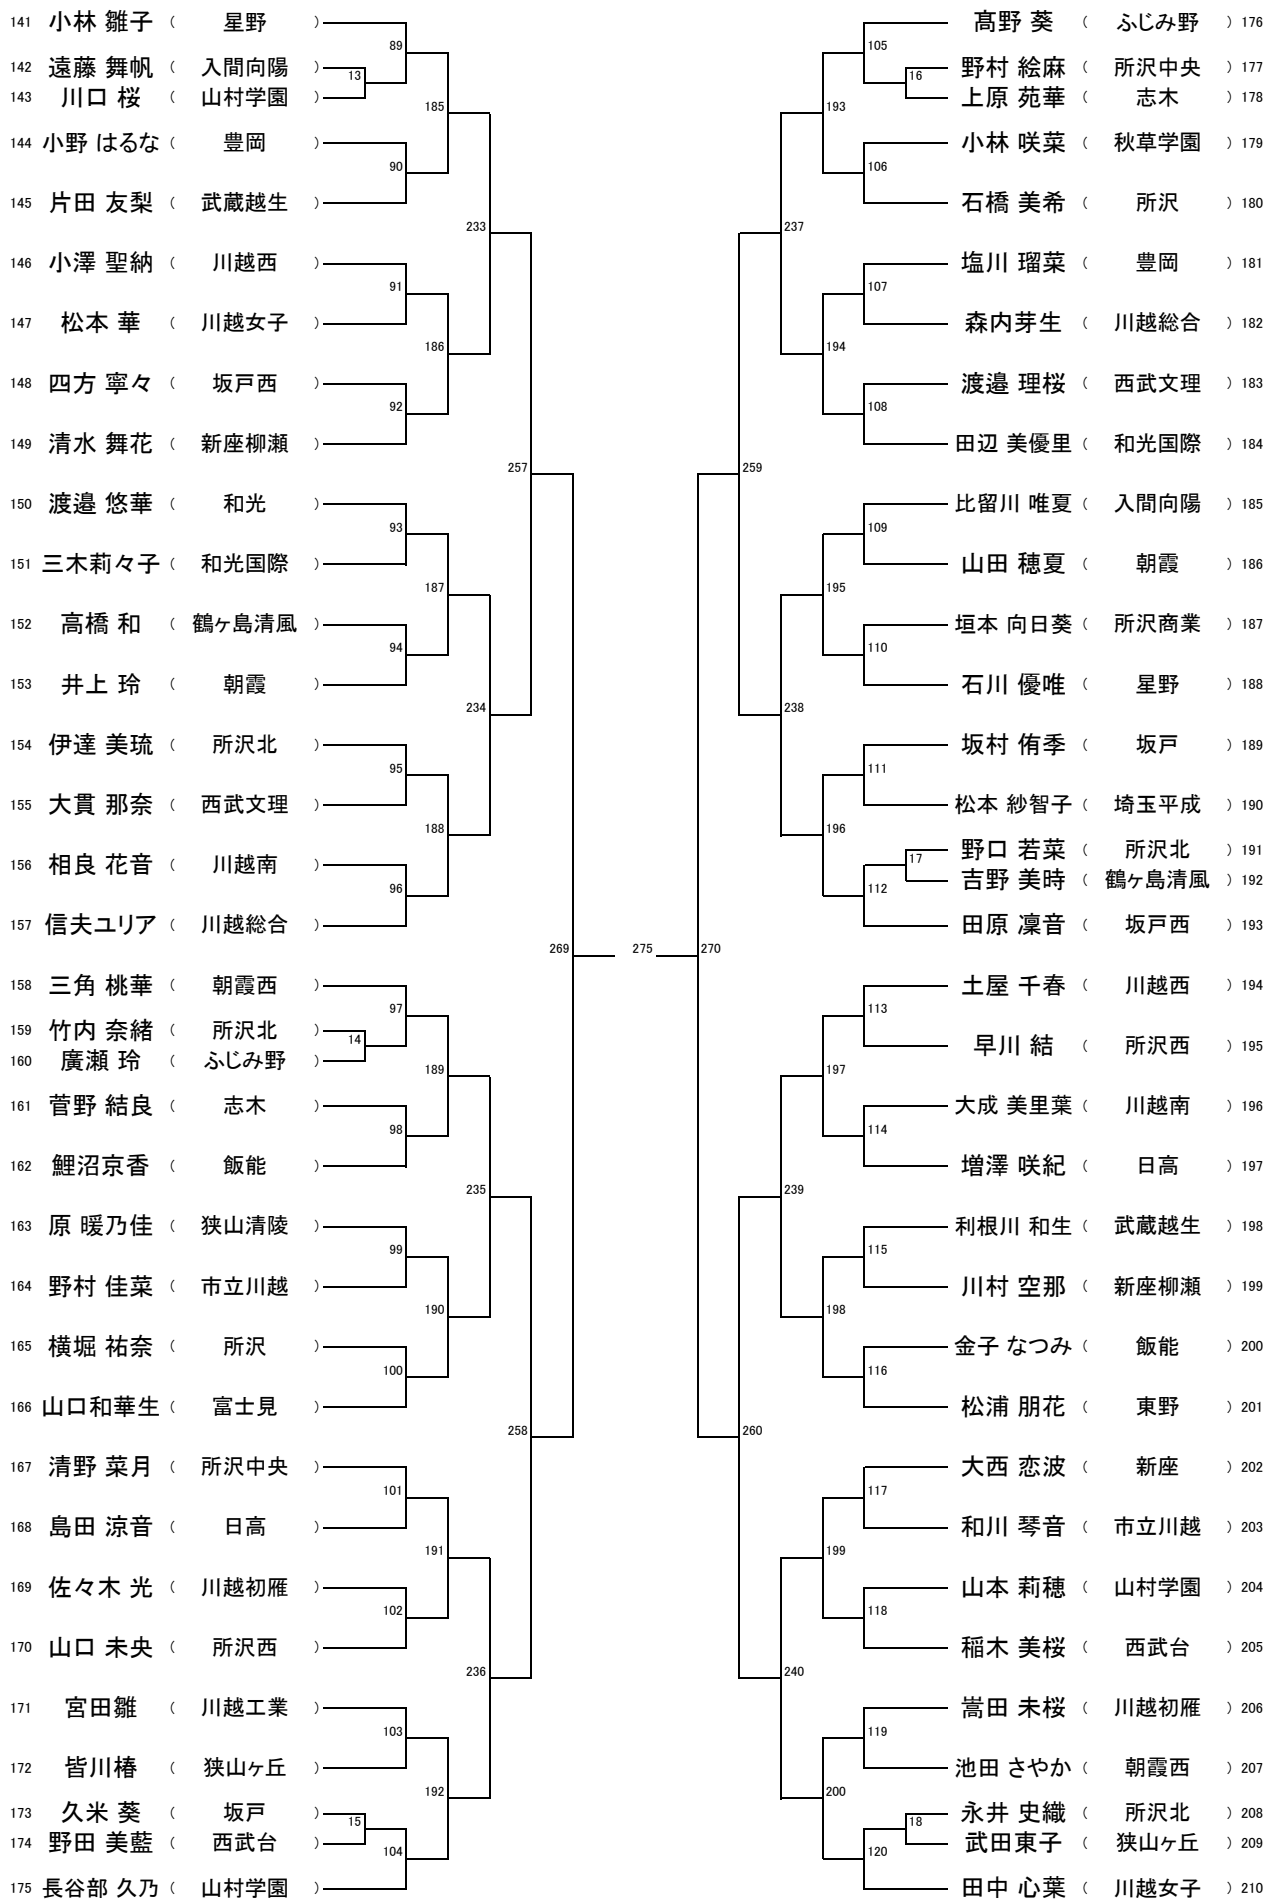 141 小林 雛子 ( 星野 )
142 遠藤 舞帆 ( 入間向陽 )
143 川口 桜 ( 山村学園 )
144 小野 はるな ( 豊岡 )
145 片田 友梨 ( 武蔵越生 )
146 小澤 聖納 ( 川越西 )
147 松本 華 ( 川越女子 )
148 四方 寧々 ( 坂戸西 )
149 清水 舞花 ( 新座柳瀬 )
150 渡邉 悠華 ( 和光 )
151 三木莉々子 ( 和光国際 )
152 高橋 和 ( 鶴ヶ島清風 )
153 井上 玲 ( 朝霞 )
154 伊達 美琉 ( 所沢北 )
155 大貫 那奈 ( 西武文理 )
156 相良 花音 ( 川越南 )
157 信夫ユリア ( 川越総合 )
158 三角 桃華 ( 朝霞西 )
159 竹内 奈緒 ( 所沢北 )
160 廣瀬 玲 ( ふじみ野 )
161 菅野 結良 ( 志木 )
162 鯉沼京香 ( 飯能 )
163 原 暖乃佳 ( 狭山清陵 )
164 野村 佳菜 ( 市立川越 )
165 横堀 祐奈 ( 所沢 )
166 山口和華生 ( 富士見 )
167 清野 菜月 ( 所沢中央 )
168 島田 涼音 ( 日高 )
169 佐々木 光 ( 川越初雁 )
170 山口 未央 ( 所沢西 )
171 宮田雛 ( 川越工業 )
172 皆川椿 ( 狭山ヶ丘 )
173 久米 葵 ( 坂戸 )
174 野田 美藍 ( 西武台 )
175 長谷部 久乃 ( 山村学園 )
13
14
15
89
90
91
92
93
94
95
96
97
98
99
100
101
102
103
104
185
186
187
188
189
190
191
192
233
234
235
236
257
258
269
275
270
259
260
237
238
239
240
193
194
195
196
197
198
199
200
105
106
107
108
109
110
111
112
113
114
115
116
117
118
119
120
16
17
18
髙野 葵 ( ふじみ野 ) 176
野村 絵麻 ( 所沢中央 ) 177
上原 苑華 ( 志木 ) 178
小林 咲菜 ( 秋草学園 ) 179
石橋 美希 ( 所沢 ) 180
塩川 瑠菜 ( 豊岡 ) 181
森内芽生 ( 川越総合 ) 182
渡邉 理桜 ( 西武文理 ) 183
田辺 美優里 ( 和光国際 ) 184
比留川 唯夏 ( 入間向陽 ) 185
山田 穂夏 ( 朝霞 ) 186
垣本 向日葵 ( 所沢商業 ) 187
石川 優唯 ( 星野 ) 188
坂村 侑季 ( 坂戸 ) 189
松本 紗智子 ( 埼玉平成 ) 190
野口 若菜 ( 所沢北 ) 191
吉野 美時 ( 鶴ヶ島清風 ) 192
田原 凜音 ( 坂戸西 ) 193
土屋 千春 ( 川越西 ) 194
早川 結 ( 所沢西 ) 195
大成 美里葉 ( 川越南 ) 196
増澤 咲紀 ( 日高 ) 197
利根川 和生 ( 武蔵越生 ) 198
川村 空那 ( 新座柳瀬 ) 199
金子 なつみ ( 飯能 ) 200
松浦 朋花 ( 東野 ) 201
大西 恋波 ( 新座 ) 202
和川 琴音 ( 市立川越 ) 203
山本 莉穂 ( 山村学園 ) 204
稲木 美桜 ( 西武台 ) 205
嵩田 未桜 ( 川越初雁 ) 206
池田 さやか ( 朝霞西 ) 207
永井 史織 ( 所沢北 ) 208
武田東子 ( 狭山ヶ丘 ) 209
田中 心葉 ( 川越女子 ) 210